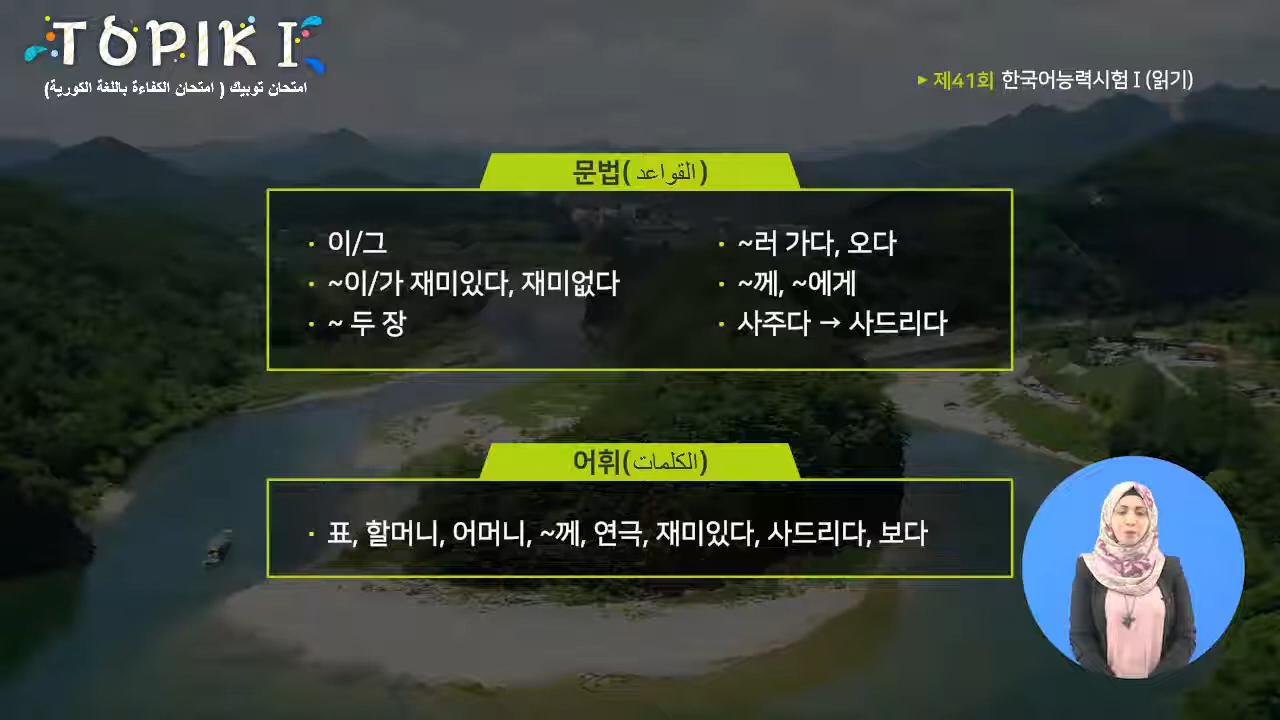 TOPIK I
امتحان توبيك ( امتحان الكفاءة باللغة الكورية)
▸ 제41회 한국어능력시험 I (읽기)
문법(القواعد)
· 이/그
· ~이/가 재미있다, 재미없다
· ~ 두 장
· ~러 가다, 오다
· ~께, ~에게
· 사주다 → 사드리다
어휘(الكلمات)
· 표, 할머니, 어머니, ~께, 연극, 재미있다, 사드리다, 보다